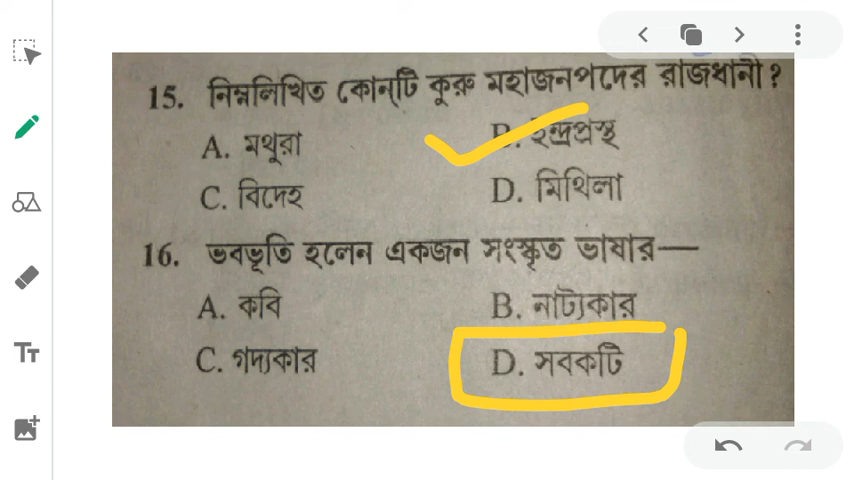 15. নিম্নলিখিত কোন্‌টি কুরু মহাজনপদের রাজধানী?
A. মথুরা B. ইন্দ্রপ্রস্থ
C. বিদেহ D. মিথিলা
16. ভবভূতি হলেন একজন সংস্কৃত ভাষার—
A. কবি B. নাট্যকার
C. গদ্যকার D. সবকটি